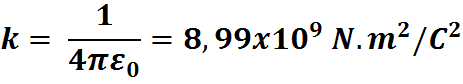 k = 1/4πε₀ = 8,99x10⁹ N.m²/C²